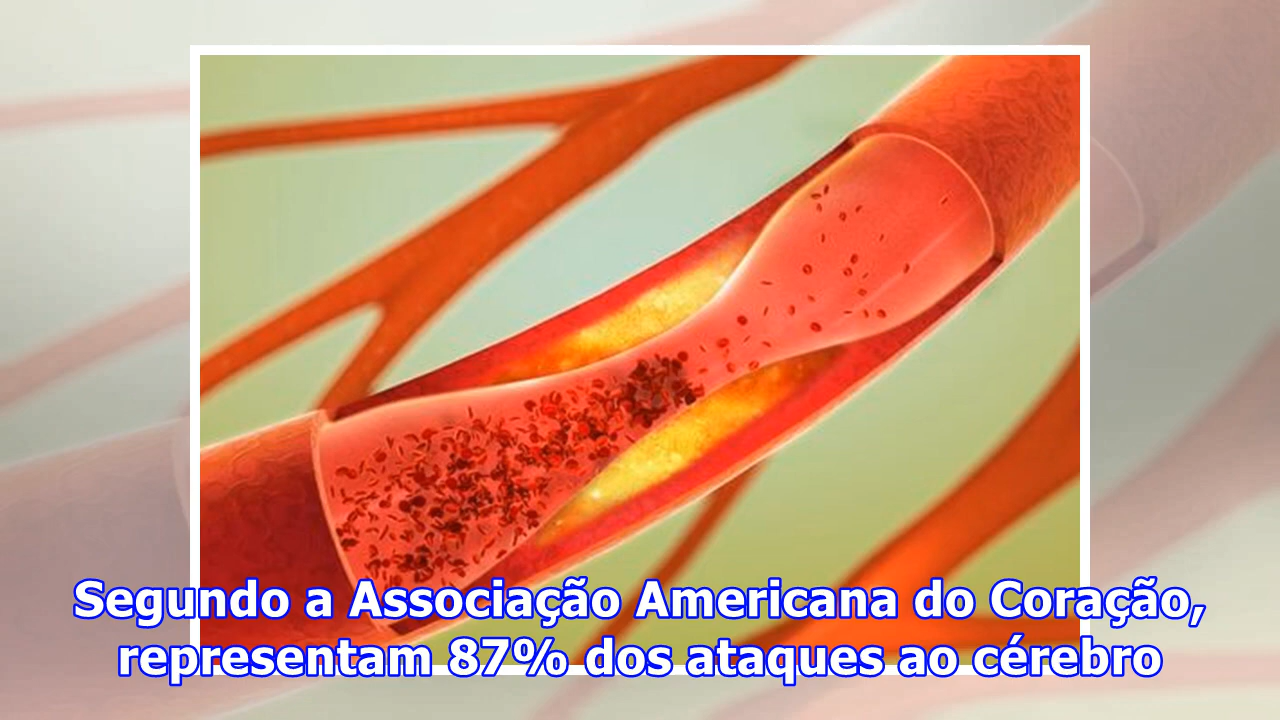 Segundo a Associação Americana do Coração,
representam 87% dos ataques ao cérebro